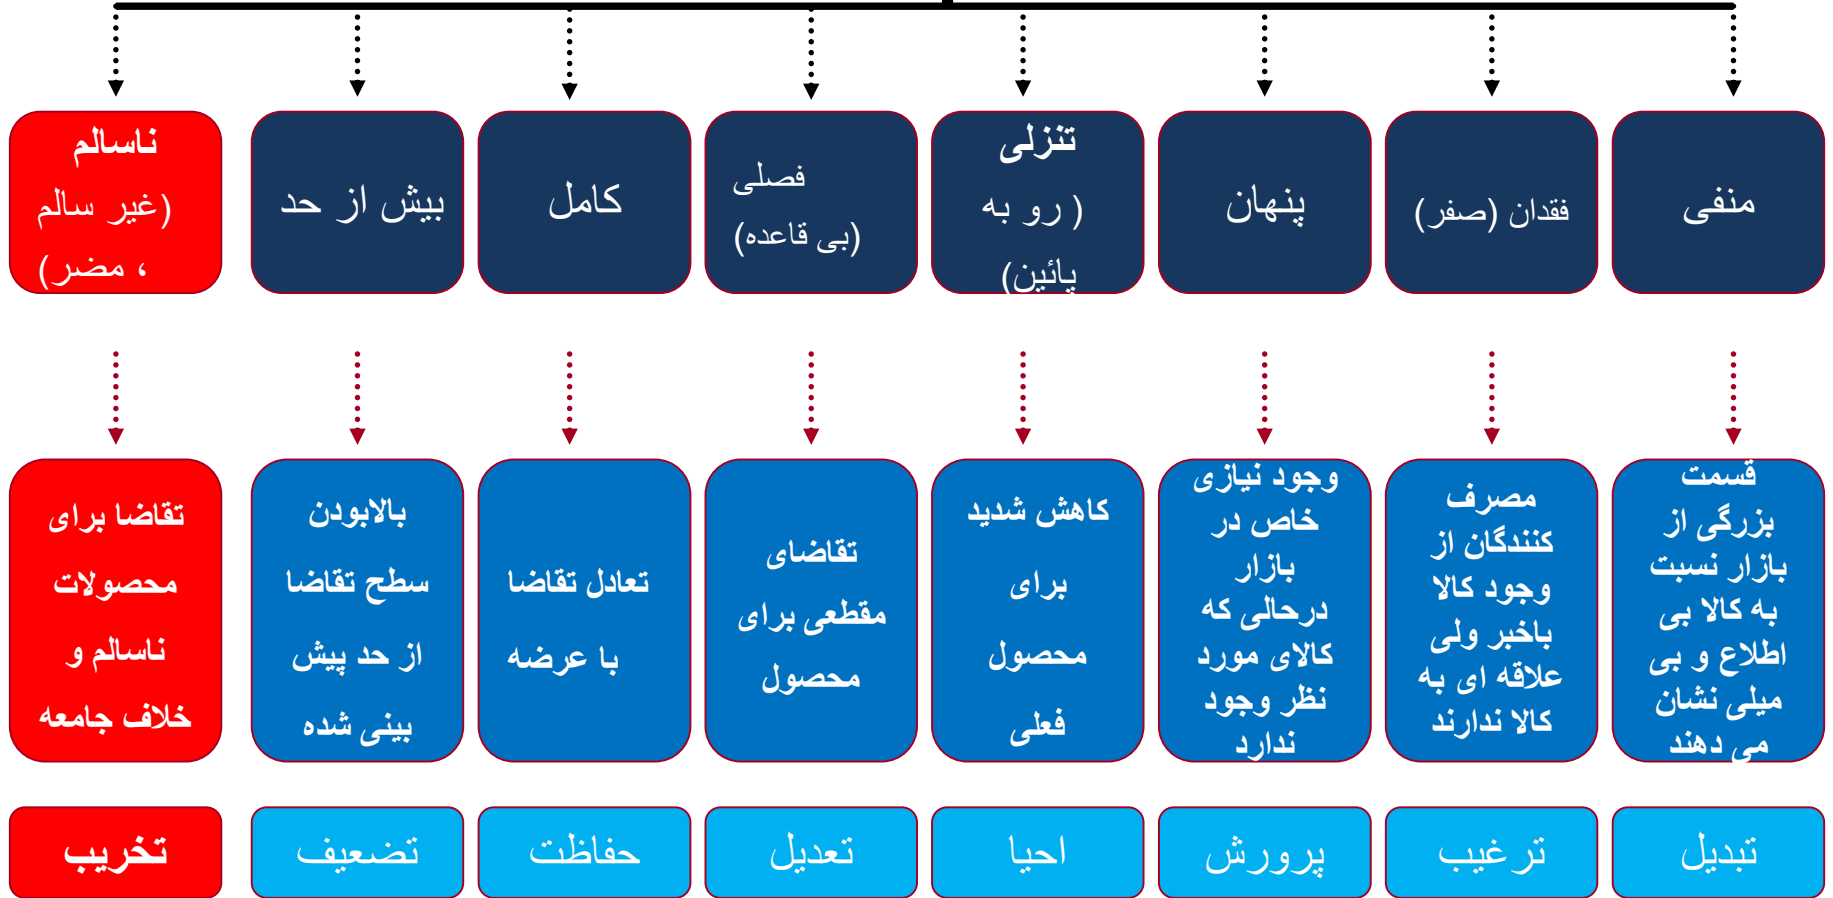 منفی
فقدان (صفر)
پنهان
تنزلی
( رو به
پائین)
فصلی
(بی قاعده)
کامل
بیش از حد
ناسالم
(غیر سالم
، مضر)
قسمت
بزرگی از
بازار نسبت
به کالا بی
اطلاع و بی
میلی نشان
می دهند
مصرف
کنندگان از
وجود کالا
باخبر ولی
علاقه ای به
کالا ندارند
وجود نیازی
خاص در
بازار
درحالی که
کالای مورد
نظر وجود
ندارد
کاهش شدید
برای
محصول
فعلی
تقاضای
مقطعی برای
محصول
تعادل تقاضا
با عرضه
بالابودن
سطح تقاضا
از حد پیش
بینی شده
تقاضا برای
محصولات
ناسالم و
خلاف جامعه
تبدیل
ترغیب
پرورش
احیا
تعدیل
حفاظت
تضعیف
تخریب